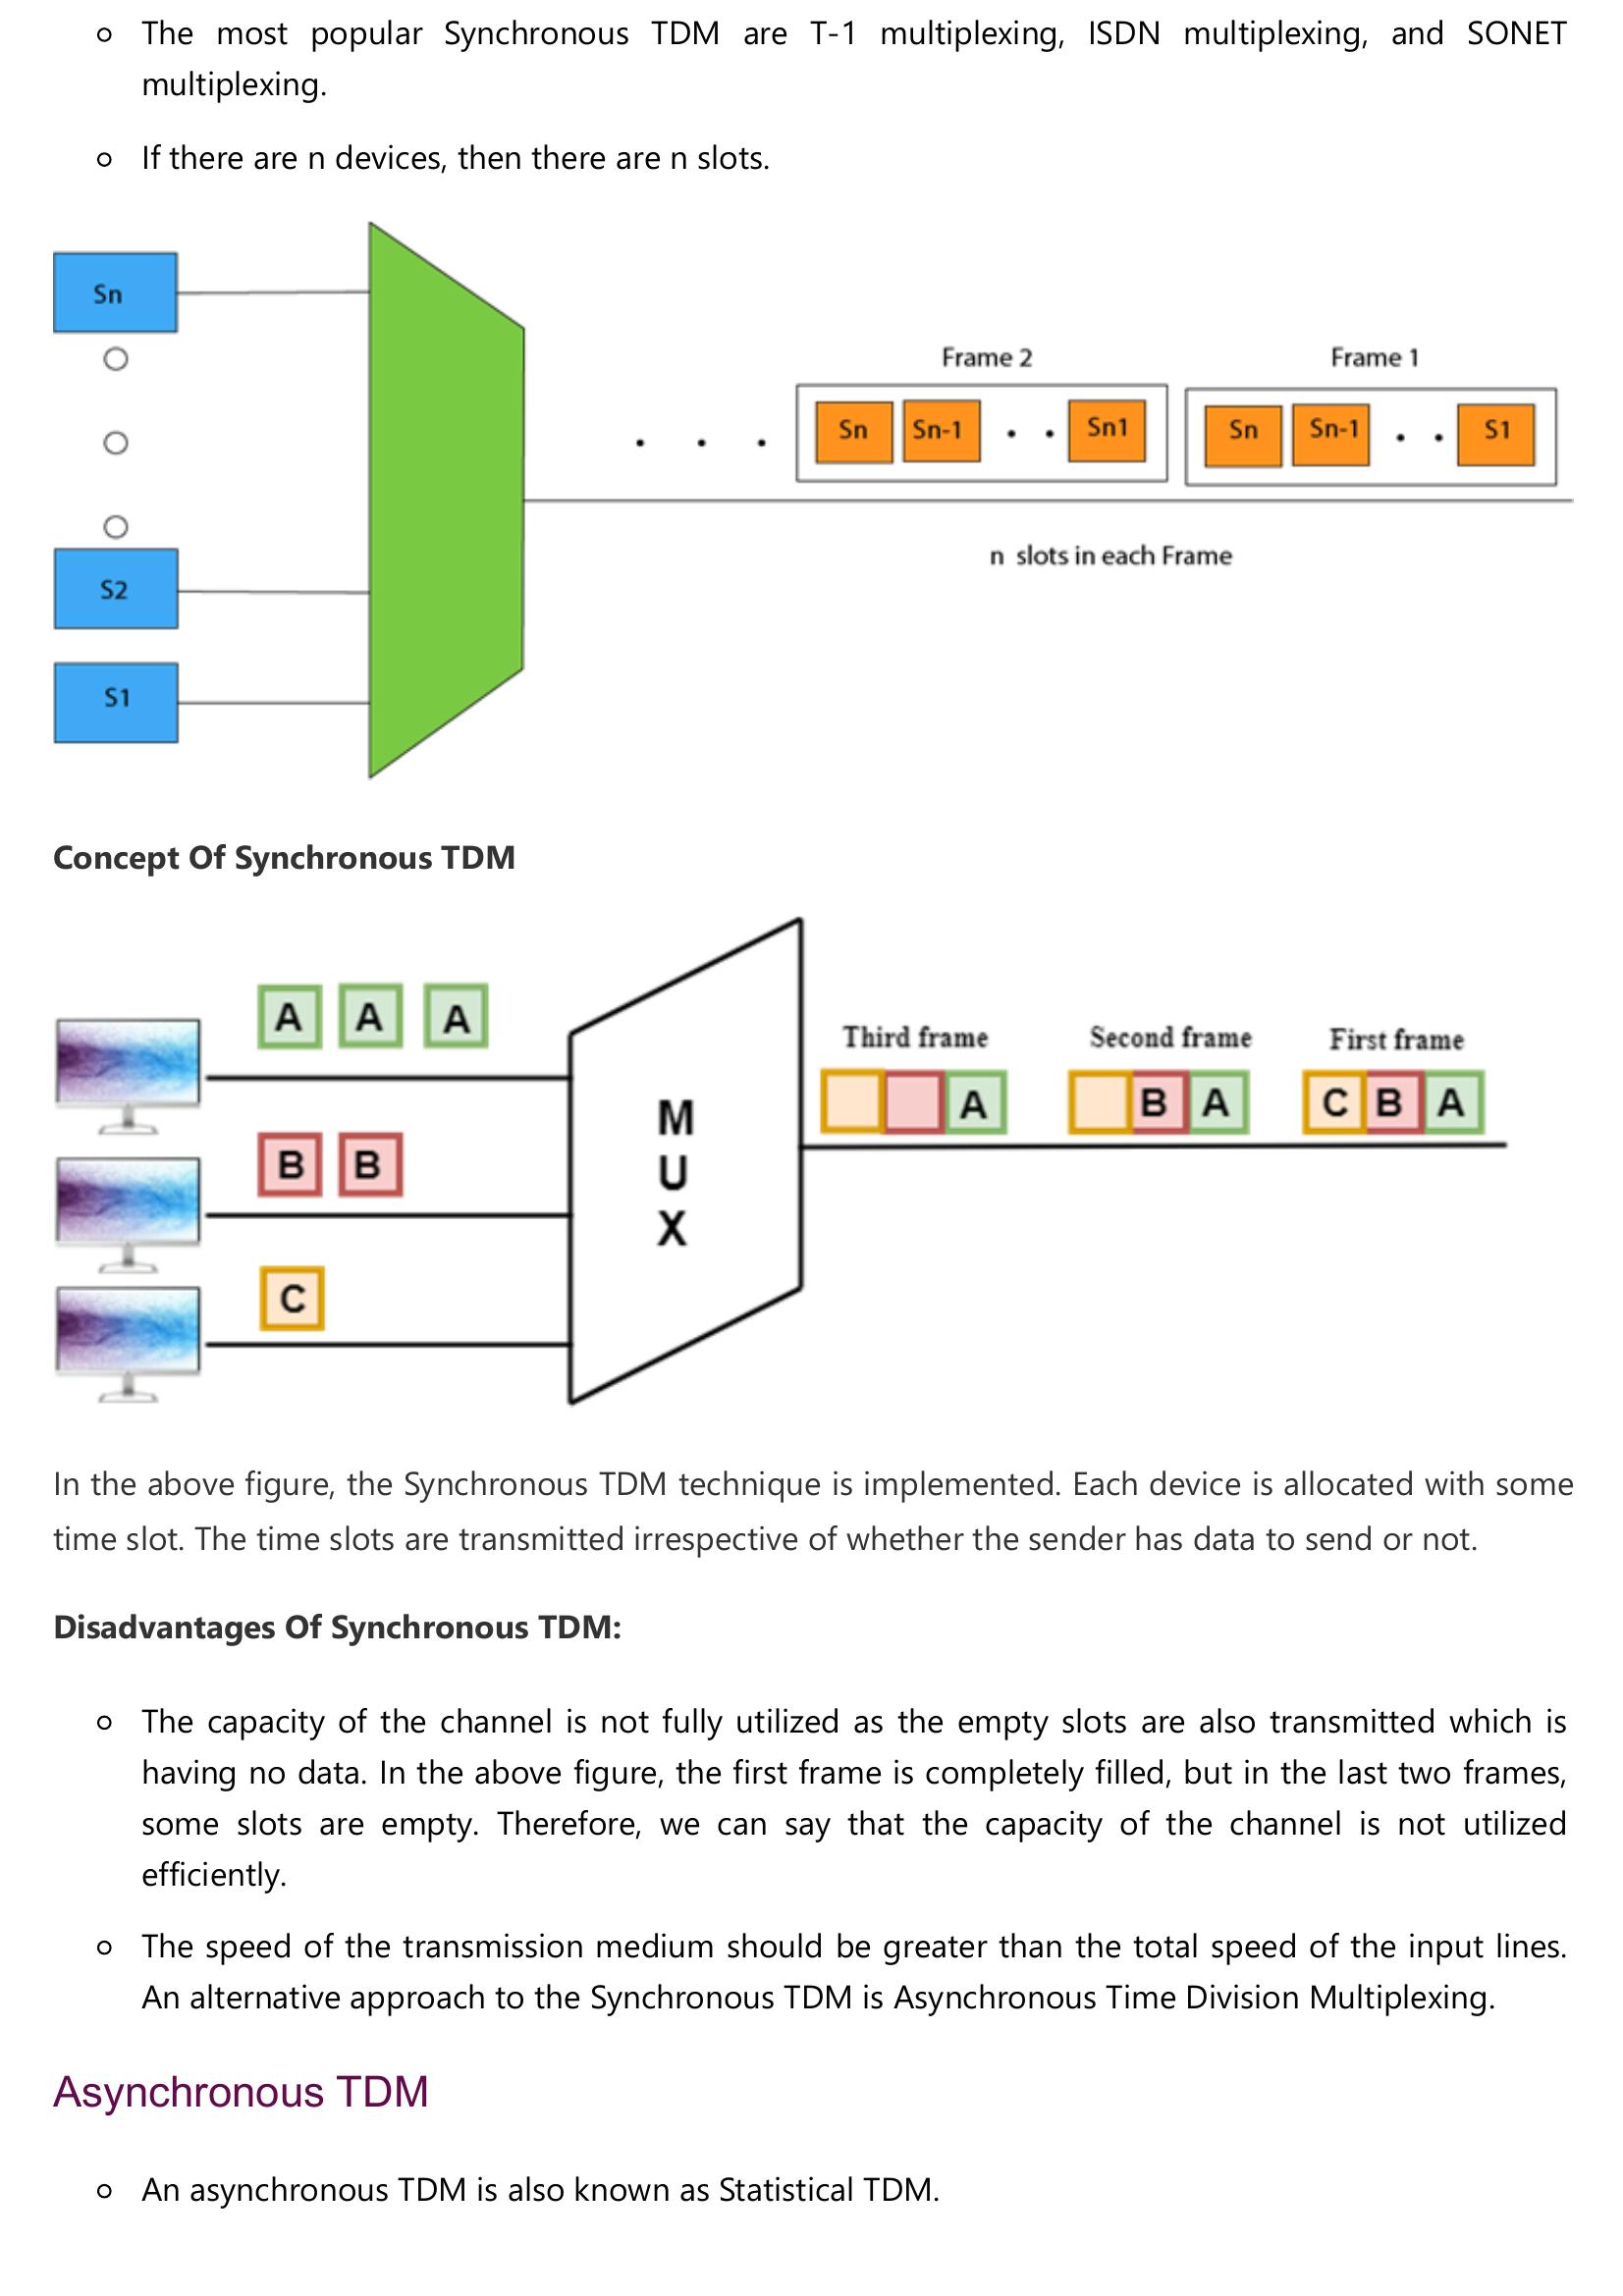 The most popular Synchronous TDM are T-1 multiplexing, ISDN multiplexing, and SONET
multiplexing.
If there are n devices, then there are n slots.
Sn
S2
S1
Frame 2
Frame 1
Sn Sn-1 . . Sn1
Sn Sn-1 . . S1
. . .
n slots in each Frame
Concept Of Synchronous TDM
A A A
B B
C
M
U
X
Third frame
Second frame
First frame
A
B A
C B A
In the above figure, the Synchronous TDM technique is implemented. Each device is allocated with some
time slot. The time slots are transmitted irrespective of whether the sender has data to send or not.
Disadvantages Of Synchronous TDM:
The capacity of the channel is not fully utilized as the empty slots are also transmitted which is
having no data. In the above figure, the first frame is completely filled, but in the last two frames,
some slots are empty. Therefore, we can say that the capacity of the channel is not utilized
efficiently.
The speed of the transmission medium should be greater than the total speed of the input lines.
An alternative approach to the Synchronous TDM is Asynchronous Time Division Multiplexing.
Asynchronous TDM
An asynchronous TDM is also known as Statistical TDM.